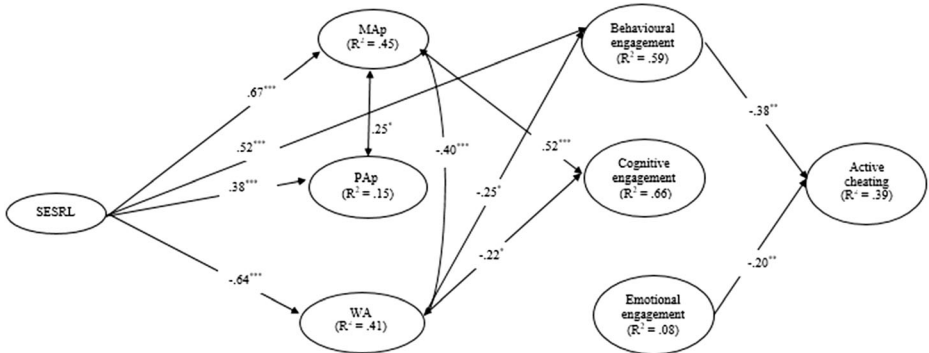 MAp
(R² = .45)
Behavioural
engagement
(R² = .59)
.67***
.52***
.25*
-.40***
.52***
-.38**
.38***
PAp
(R² = .15)
-.25*
Cognitive
engagement
(R² = .66)
Active
cheating
(R² = .39)
SESRL
-.22*
-.64***
-.20**
WA
(R² = .41)
Emotional
engagement
(R² = .08)